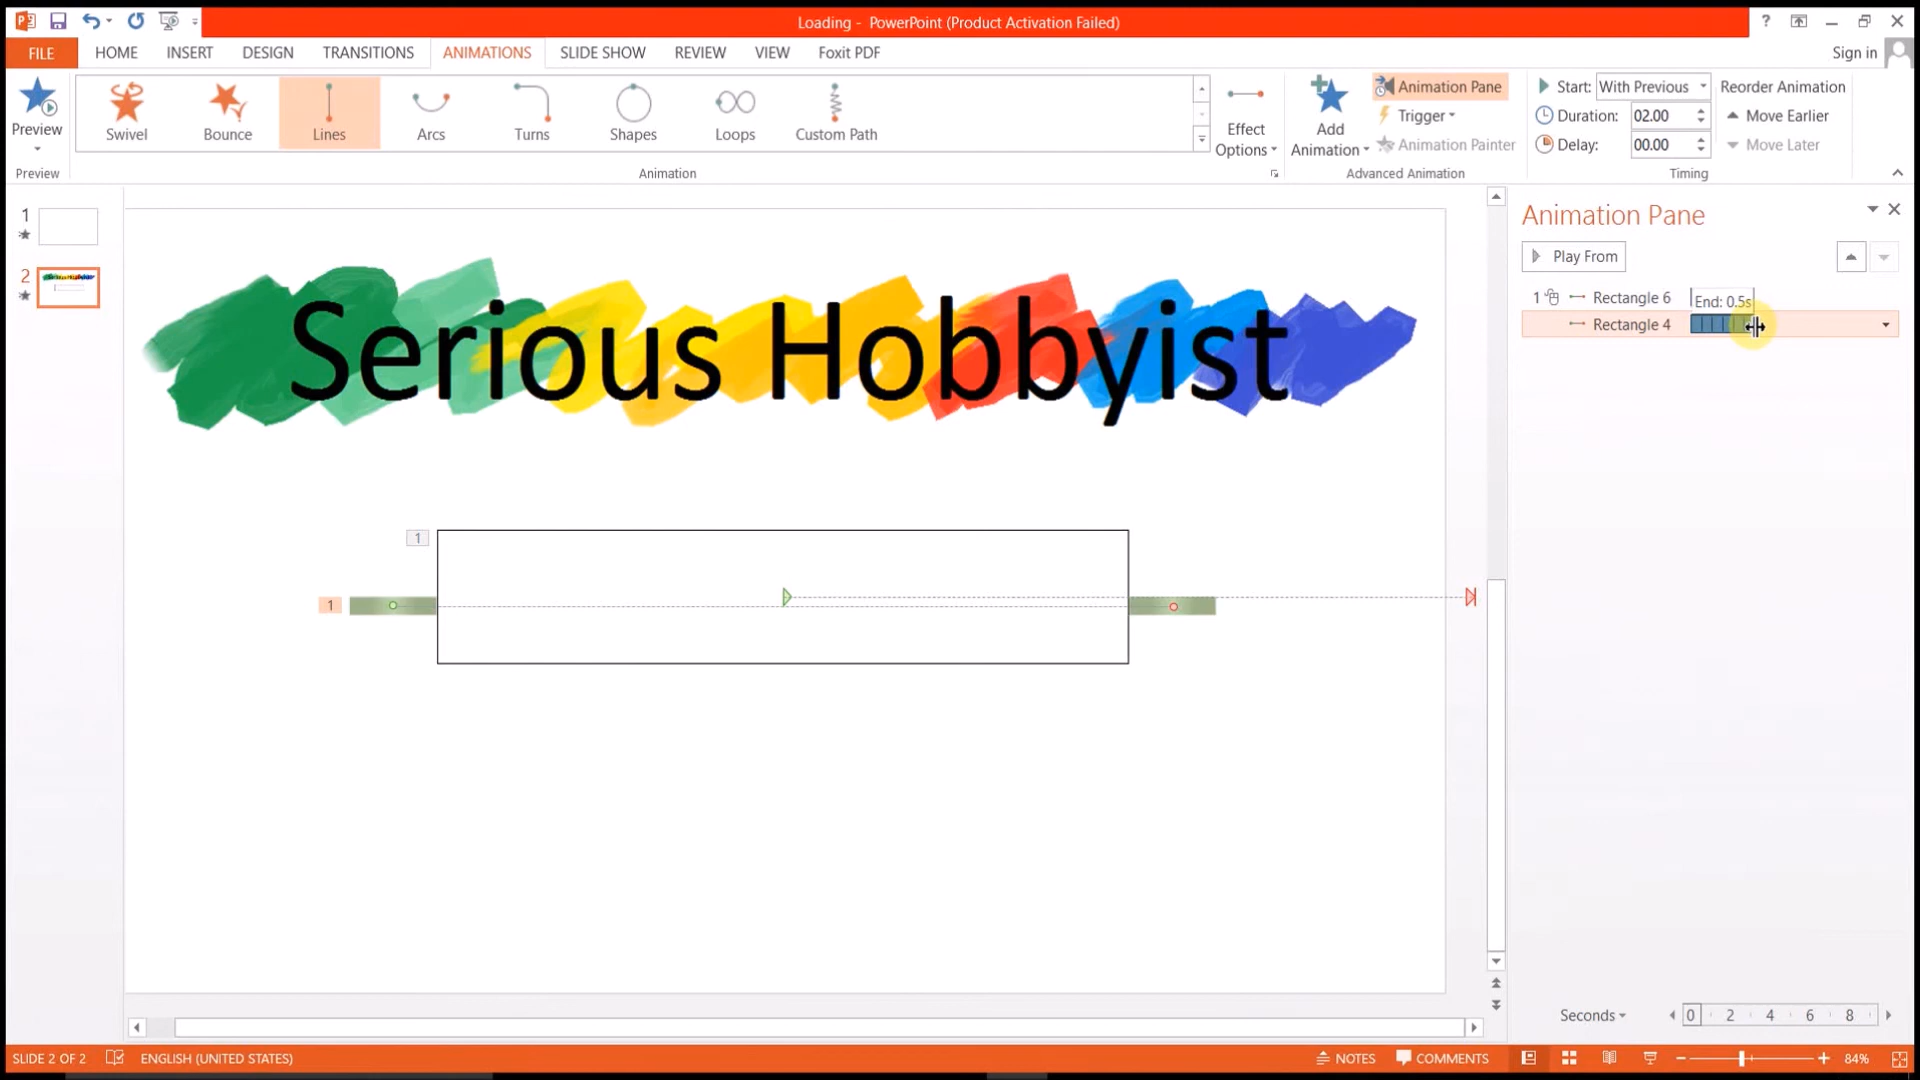 Loading - PowerPoint (Product Activation Failed)
?
FILE HOME INSERT DESIGN TRANSITIONS ANIMATIONS SLIDE SHOW REVIEW VIEW Foxit PDF Sign in
Preview
Swivel Bounce Lines Arcs Turns Shapes Loops Custom Path
Effect Options
Add Animation
Animation Pane
Trigger
Animation Painter
Start: With Previous
Duration: 02.00
Delay: 00.00
Reorder Animation
Move Earlier
Move Later
Preview Animation Advanced Animation Timing
1
2
Serious Hobbyist
1
1
Animation Pane
Play From
1 Rectangle 6 End: 0.5s
Rectangle 4
Seconds 0 2 4 6 8
SLIDE 2 OF 2 ENGLISH (UNITED STATES) NOTES COMMENTS 84%